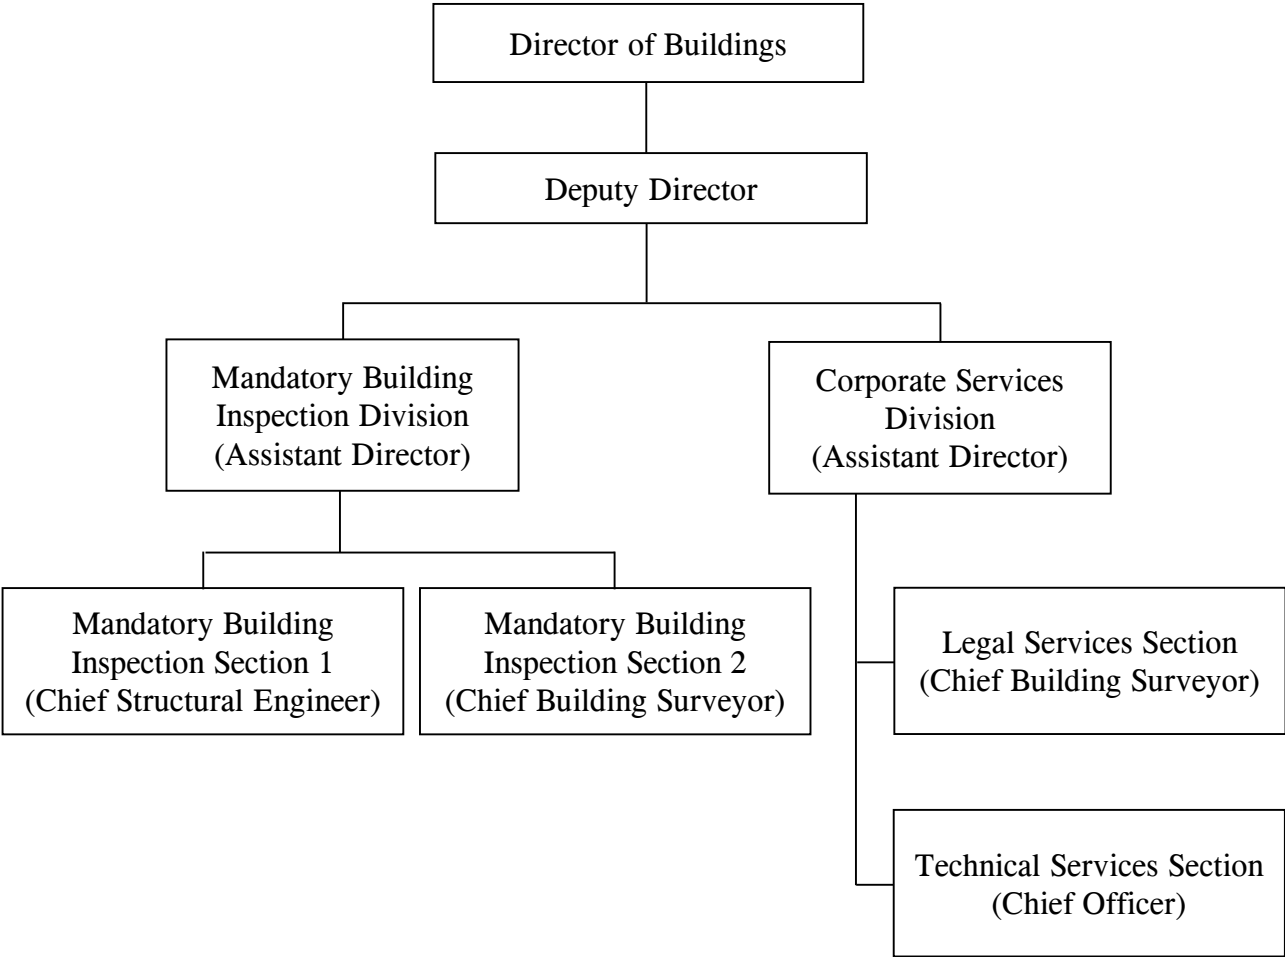 Director of Buildings
Deputy Director
Mandatory Building
Inspection Division
(Assistant Director)
Corporate Services
Division
(Assistant Director)
Mandatory Building
Inspection Section 1
(Chief Structural Engineer)
Mandatory Building
Inspection Section 2
(Chief Building Surveyor)
Legal Services Section
(Chief Building Surveyor)
Technical Services Section
(Chief Officer)